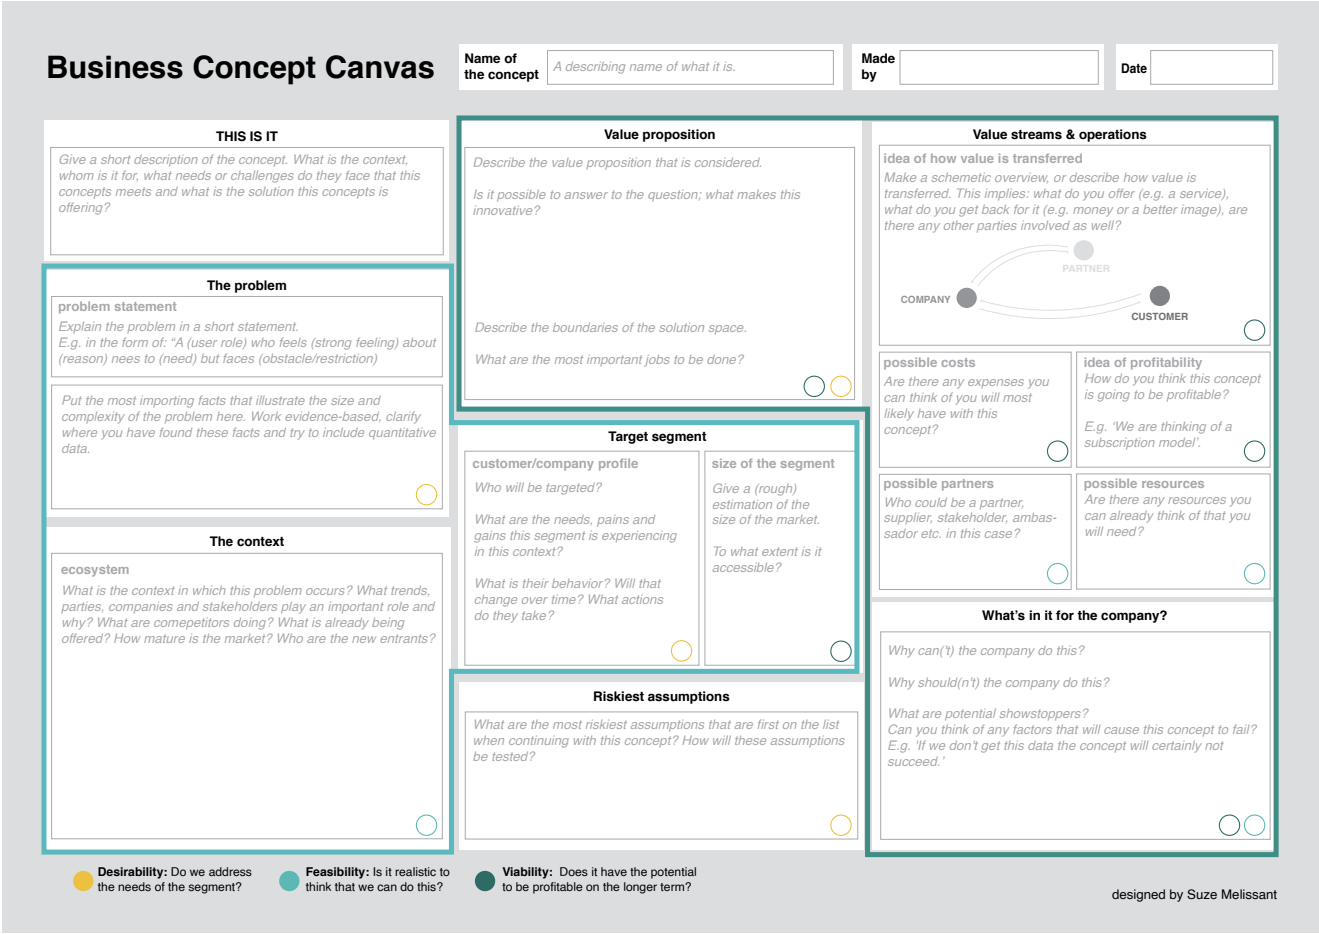 Business Concept Canvas
Name of
the concept
A describing name of what it is.
Made
by
Date
THIS IS IT
Give a short description of the concept. What is the context,
whom is it for, what needs or challenges do they face that this
concepts meets and what is the solution this concepts is
offering?
The problem
problem statement
Explain the problem in a short statement.
E.g. in the form of: “A (user role) who feels (strong feeling) about
(reason) nees to (need) but faces (obstacle/restriction)
Put the most importing facts that illustrate the size and
complexity of the problem here. Work evidence-based, clarify
where you have found these facts and try to include quantitative
data.
The context
ecosystem
What is the context in which this problem occurs? What trends,
parties, companies and stakeholders play an important role and
why? What are comepetitors doing? What is already being
offered? How mature is the market? Who are the new entrants?
Value proposition
Describe the value proposition that is considered.
Is it possible to answer to the question; what makes this
innovative?
Describe the boundaries of the solution space.
What are the most important jobs to be done?
Target segment
customer/company profile
Who will be targeted?
What are the needs, pains and
gains this segment is experiencing
in this context?
What is their behavior? Will that
change over time? What actions
do they take?
size of the segment
Give a (rough)
estimation of the
size of the market.
To what extent is it
accessible?
Riskiest assumptions
What are the most riskiest assumptions that are first on the list
when continuing with this concept? How will these assumptions
be tested?
Value streams & operations
idea of how value is transferred
Make a schemetic overview, or describe how value is
transferred. This implies: what do you offer (e.g. a service),
what do you get back for it (e.g. money or a better image), are
there any other parties involved as well?
PARTNER
COMPANY
CUSTOMER
possible costs
Are there any expenses you
can think of you will most
likely have with this
concept?
idea of profitability
How do you think this concept
is going to be profitable?
E.g. ‘We are thinking of a
subscription model’.
possible partners
Who could be a partner,
supplier, stakeholder, ambas-
sador etc. in this case?
possible resources
Are there any resources you
can already think of that you
will need?
What’s in it for the company?
Why can(’t) the company do this?
Why should(n’t) the company do this?
What are potential showstoppers?
Can you think of any factors that will cause this concept to fail?
E.g. ’If we don’t get this data the concept will certainly not
succeed.’
Desirability: Do we address
the needs of the segment?
Feasibility: Is it realistic to
think that we can do this?
Viability: Does it have the potential
to be profitable on the longer term?
designed by Suze Melissant